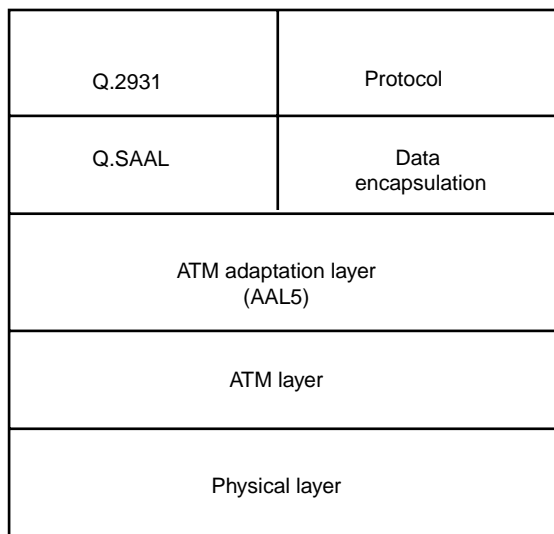 Q.2931
Protocol
Q.SAAL
Data
encapsulation
ATM adaptation layer
(AAL5)
ATM layer
Physical layer